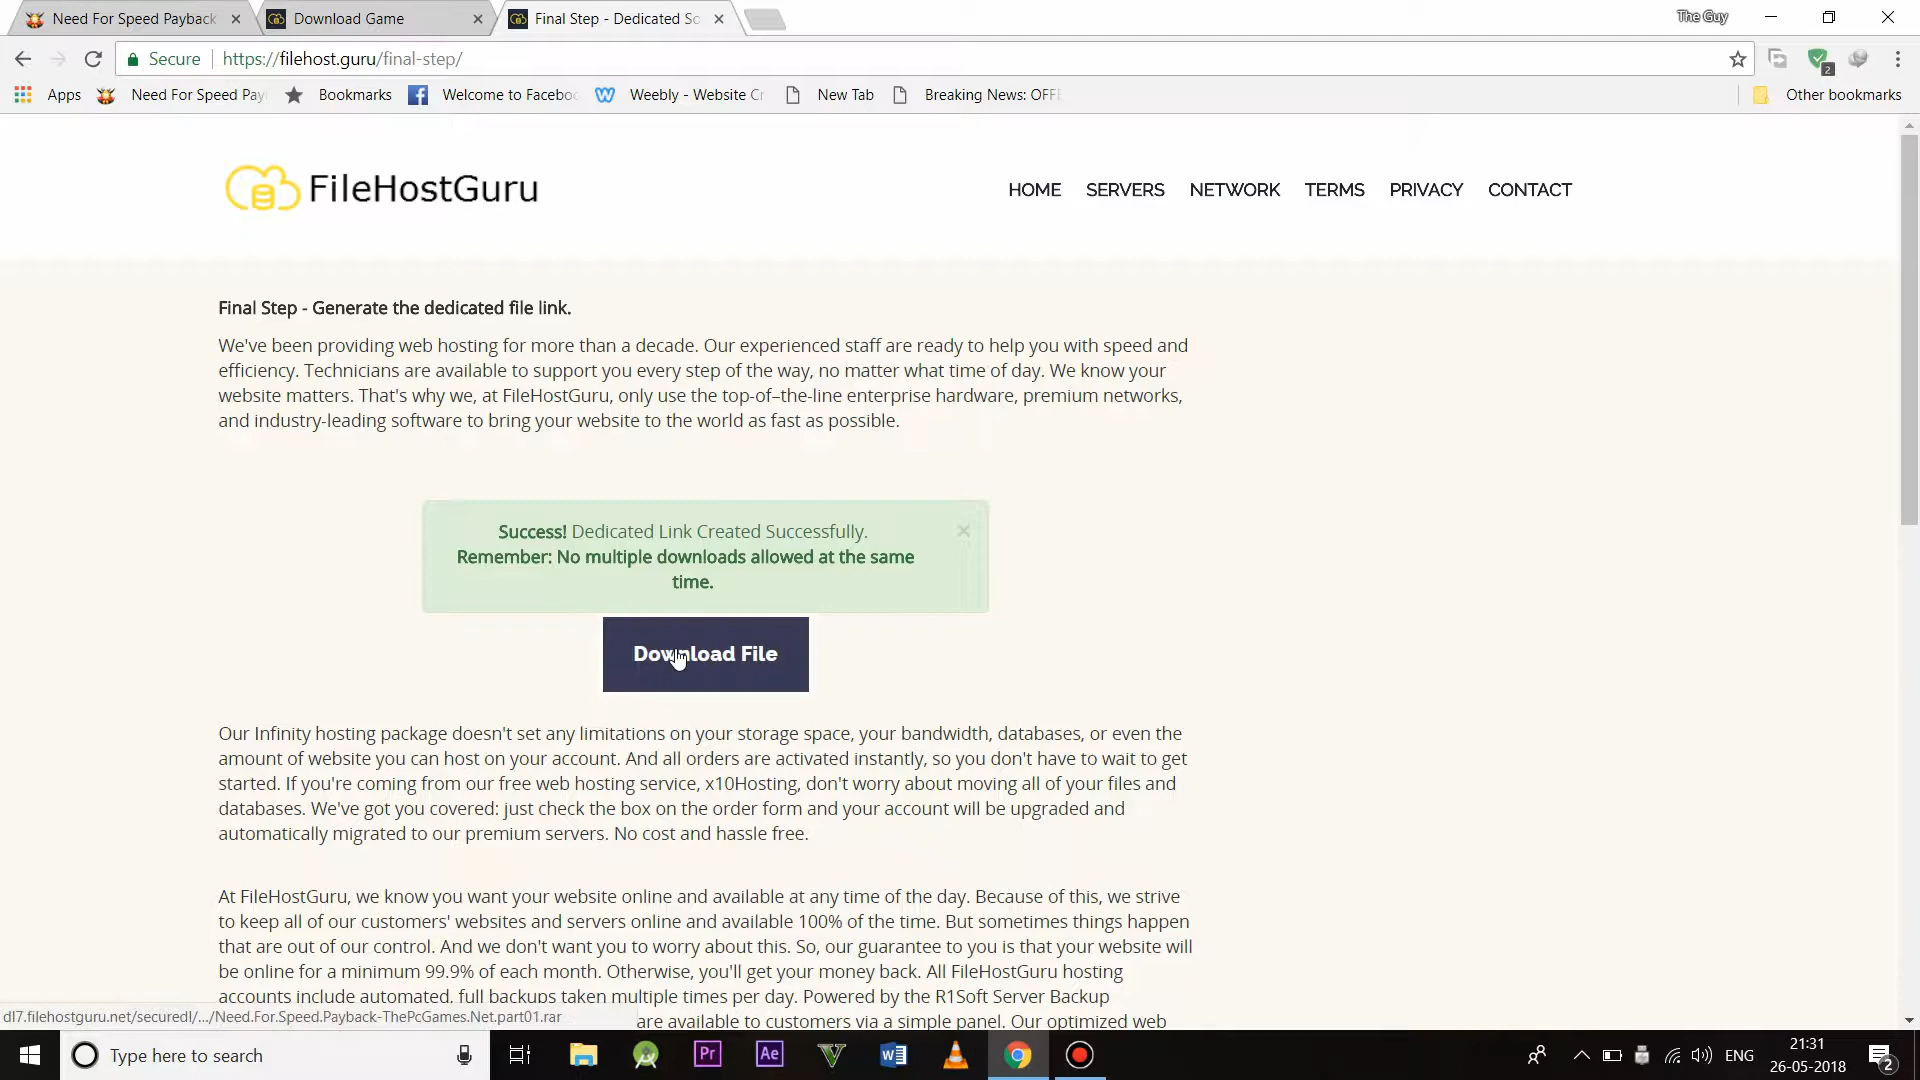 Need For Speed Payback
Download Game
Final Step - Dedicated So
The Guy
Secure
https://filehost.guru/final-step/
2
Apps
Need For Speed Pay
Bookmarks
Welcome to Facebo
Weebly - Website Cr
New Tab
Breaking News: OFF
Other bookmarks
FileHostGuru
HOME SERVERS NETWORK TERMS PRIVACY CONTACT
Final Step - Generate the dedicated file link.
We've been providing web hosting for more than a decade. Our experienced staff are ready to help you with speed and
efficiency. Technicians are available to support you every step of the way, no matter what time of day. We know your
website matters. That's why we, at FileHostGuru, only use the top-of–the-line enterprise hardware, premium networks,
and industry-leading software to bring your website to the world as fast as possible.
Success! Dedicated Link Created Successfully.
×
Remember: No multiple downloads allowed at the same
time.
Download File
Our Infinity hosting package doesn't set any limitations on your storage space, your bandwidth, databases, or even the
amount of website you can host on your account. And all orders are activated instantly, so you don't have to wait to get
started. If you're coming from our free web hosting service, x10Hosting, don't worry about moving all of your files and
databases. We've got you covered: just check the box on the order form and your account will be upgraded and
automatically migrated to our premium servers. No cost and hassle free.
At FileHostGuru, we know you want your website online and available at any time of the day. Because of this, we strive
to keep all of our customers' websites and servers online and available 100% of the time. But sometimes things happen
that are out of our control. And we don't want you to worry about this. So, our guarantee to you is that your website will
be online for a minimum 99.9% of each month. Otherwise, you'll get your money back. All FileHostGuru hosting
accounts include automated, full backups taken multiple times per day. Powered by the R1Soft Server Backup
are available to customers via a simple panel. Our optimized web
dl7.filehostguru.net/securedl/.../Need.For.Speed.Payback-ThePcGames.Net.part01.rar
Type here to search
Pr
Ae
V
W
ENG
21:31
26-05-2018
2